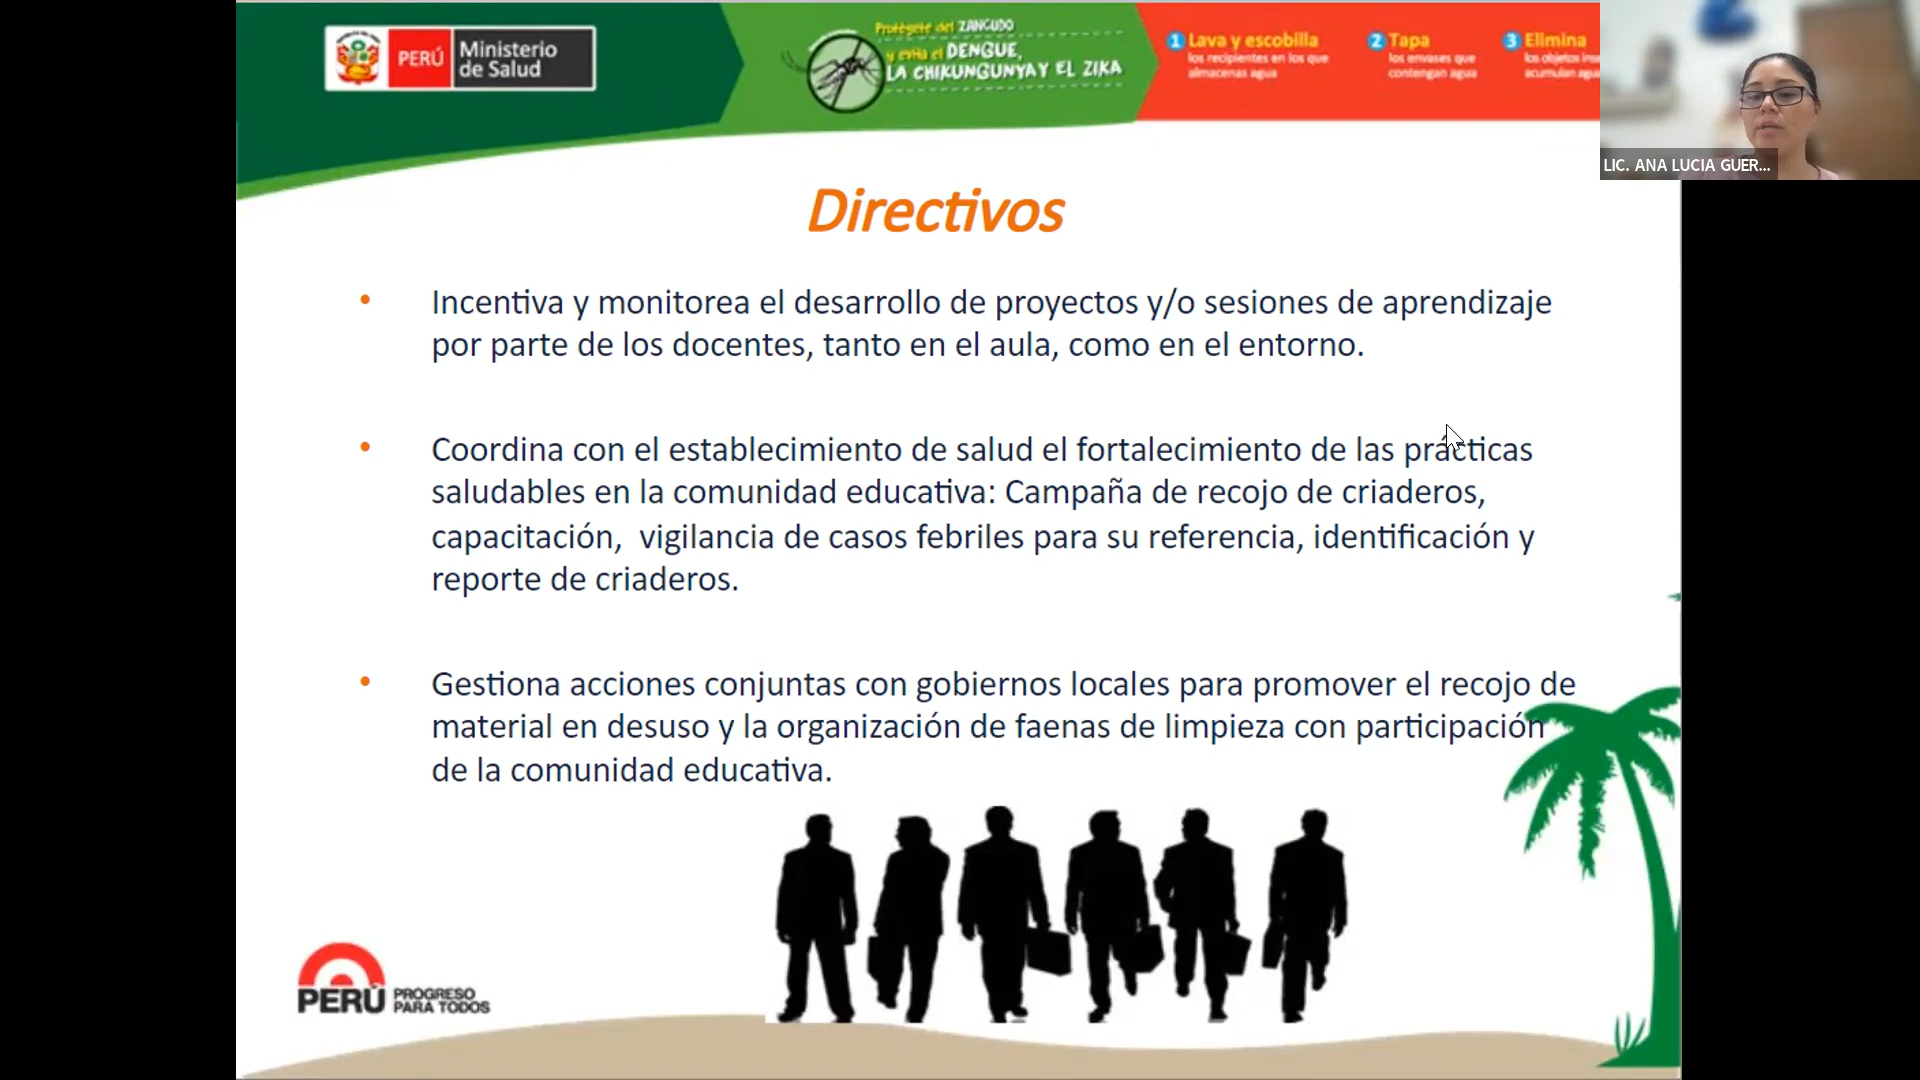 PERÚ
Ministerio
de Salud
Protégete del ZANCUDO
y evita el DENGUE,
LA CHIKUNGUNYA Y EL ZIKA
1 Lava y escobilla
los recipientes en los que
almacenas agua
2 Tapa
los envases que
contengan agua
3 Elimina
los objetos
acumulan
LIC. ANA LUCIA GUER...
Directivos
• Incentiva y monitorea el desarrollo de proyectos y/o sesiones de aprendizaje
por parte de los docentes, tanto en el aula, como en el entorno.
• Coordina con el establecimiento de salud el fortalecimiento de las prácticas
saludables en la comunidad educativa: Campaña de recojo de criaderos,
capacitación, vigilancia de casos febriles para su referencia, identificación y
reporte de criaderos.
• Gestiona acciones conjuntas con gobiernos locales para promover el recojo de
material en desuso y la organización de faenas de limpieza con participación
de la comunidad educativa.
PERÚ
PROGRESO
PARA TODOS